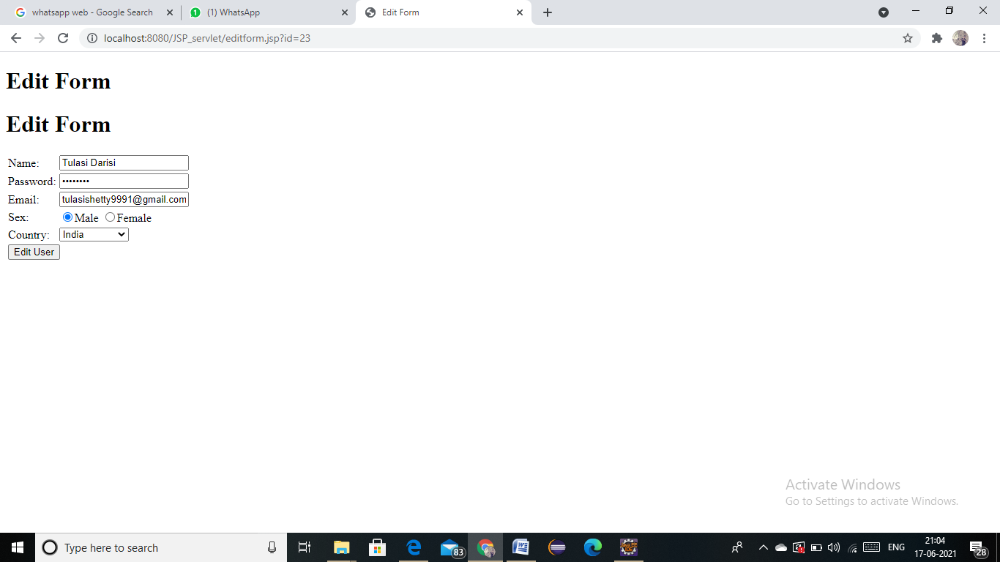 whatsapp web - Google Search
(1) WhatsApp
Edit Form
localhost:8080/JSP_servlet/editform.jsp?id=23
Edit Form
Edit Form
Name: Tulasi Darisi
Password: ••••••••
Email: tulasishetty9991@gmail.com
Sex: Male Female
Country: India
Edit User
Activate Windows
Go to Settings to activate Windows.
Type here to search
83
ENG
21:04
17-06-2021
28